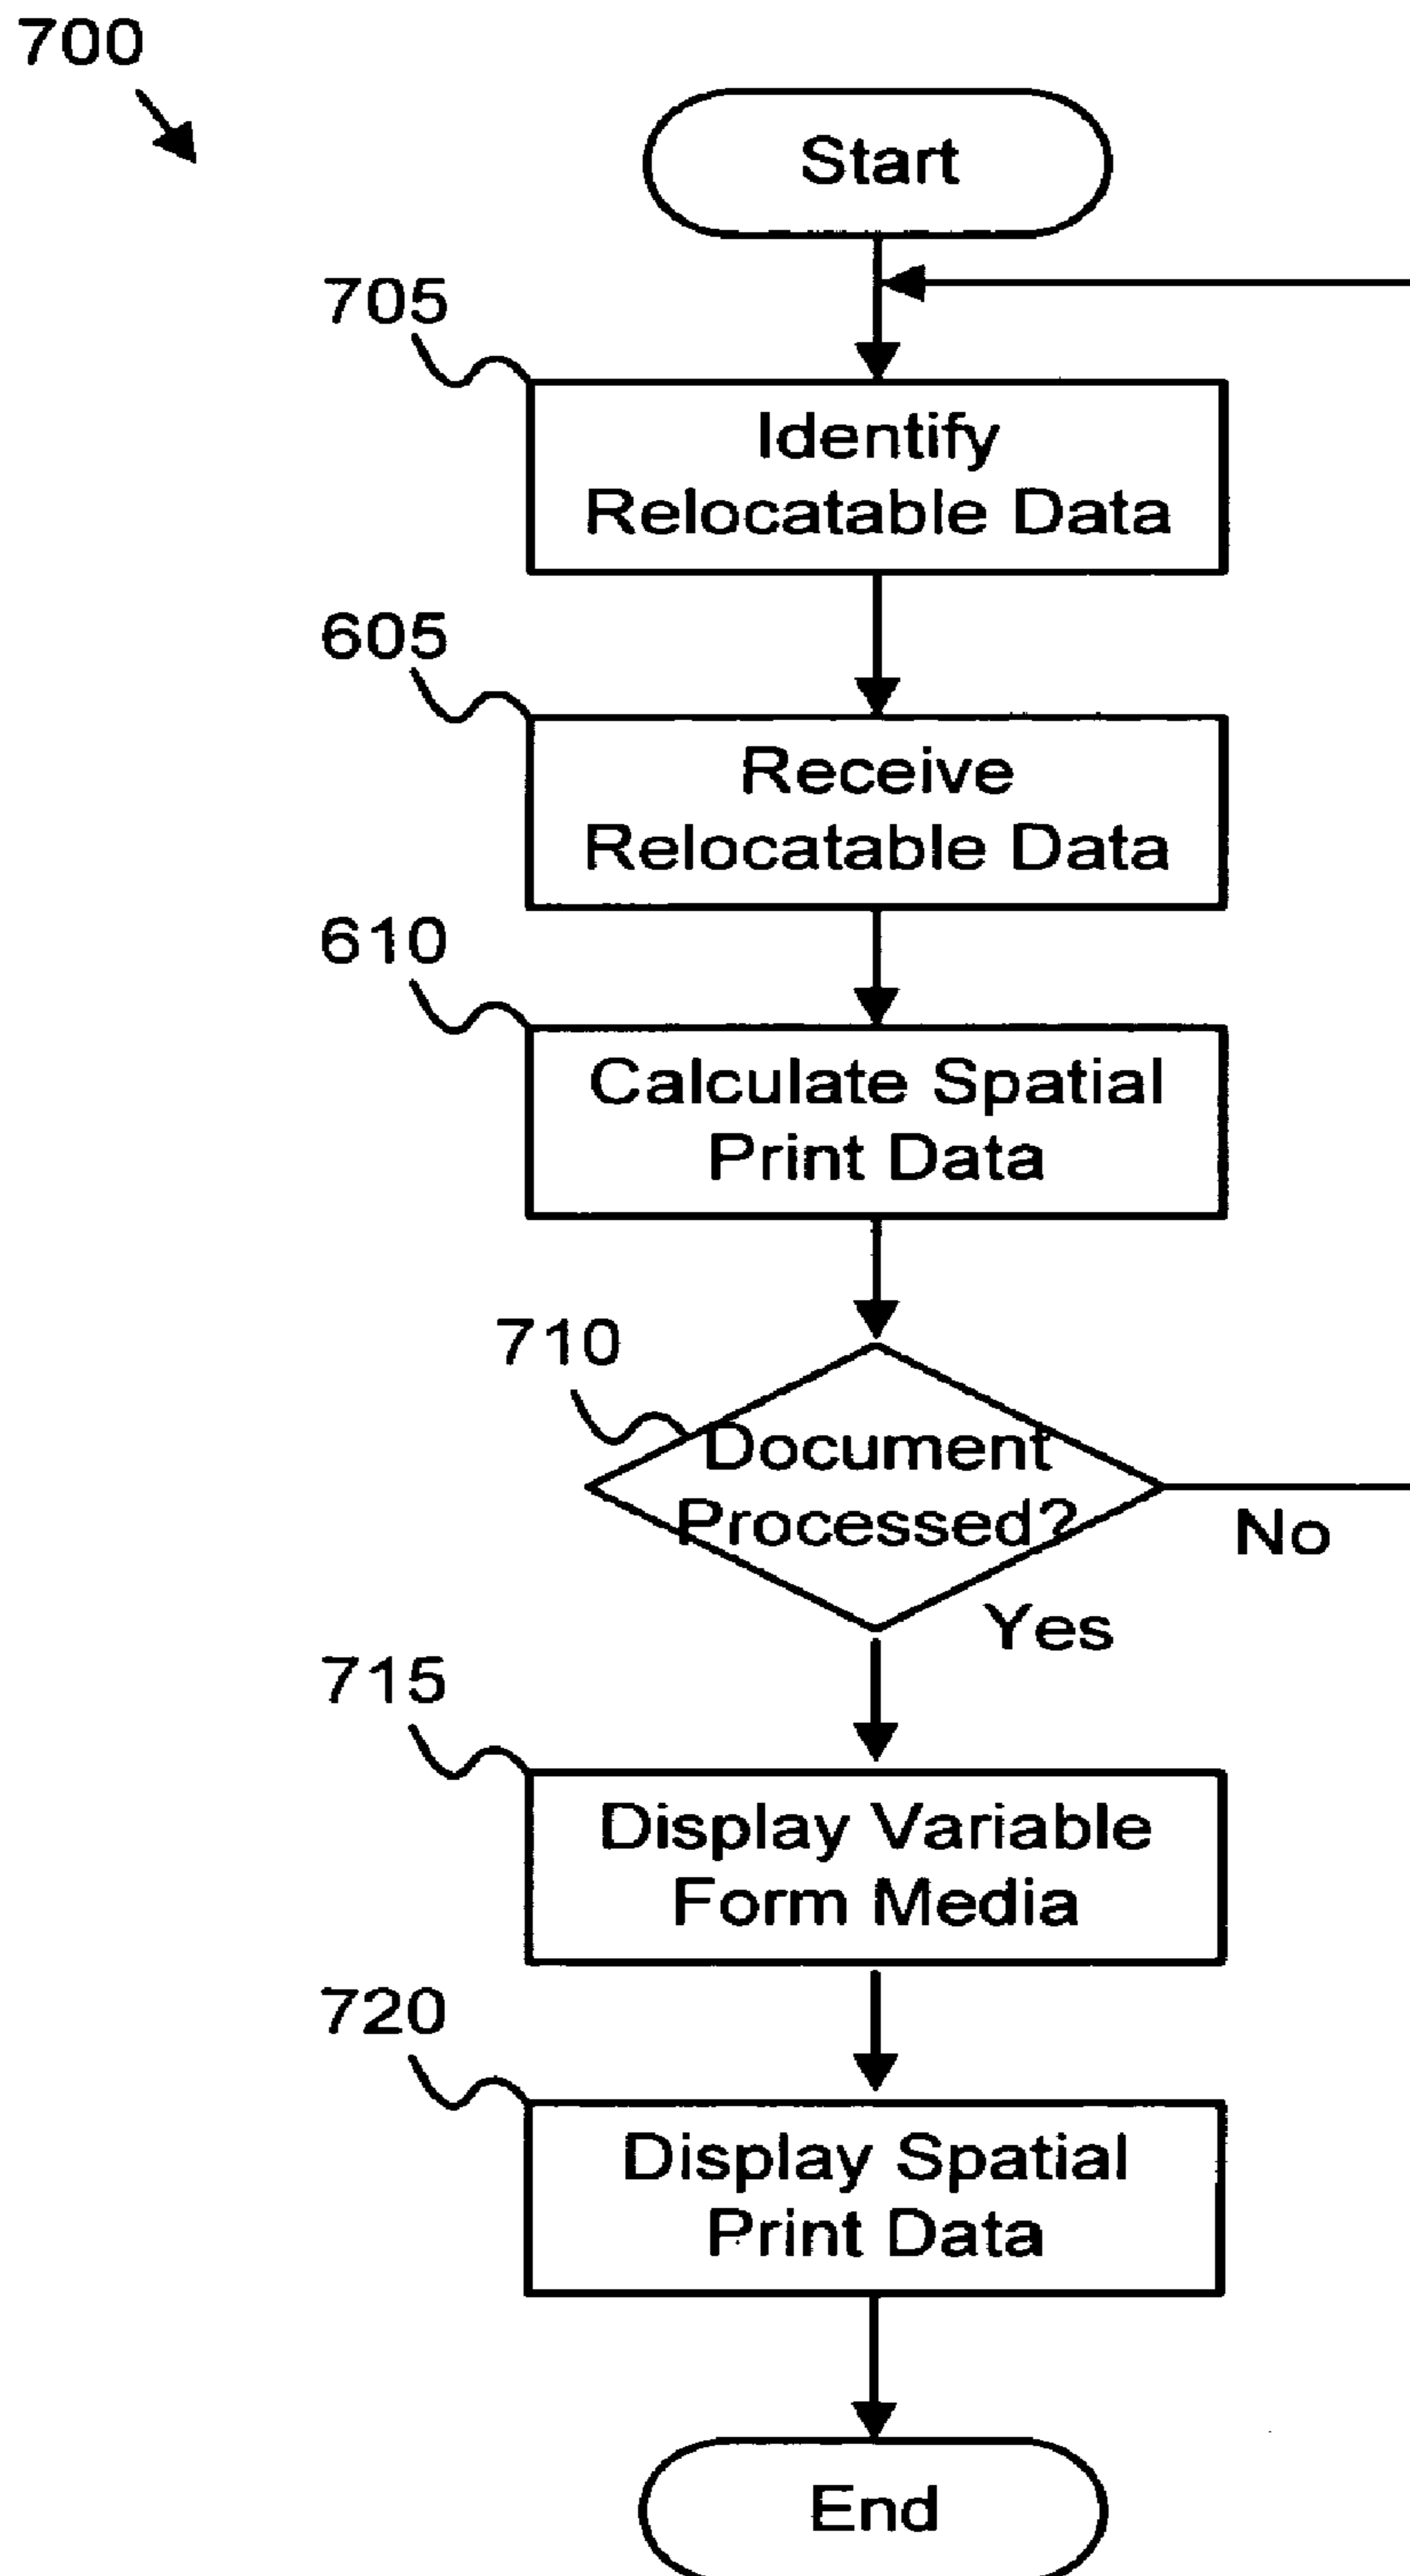 700
Start
705
Identify
Relocatable Data
605
Receive
Relocatable Data
610
Calculate Spatial
Print Data
710
Document
Processed?
No
Yes
715
Display Variable
Form Media
720
Display Spatial
Print Data
End